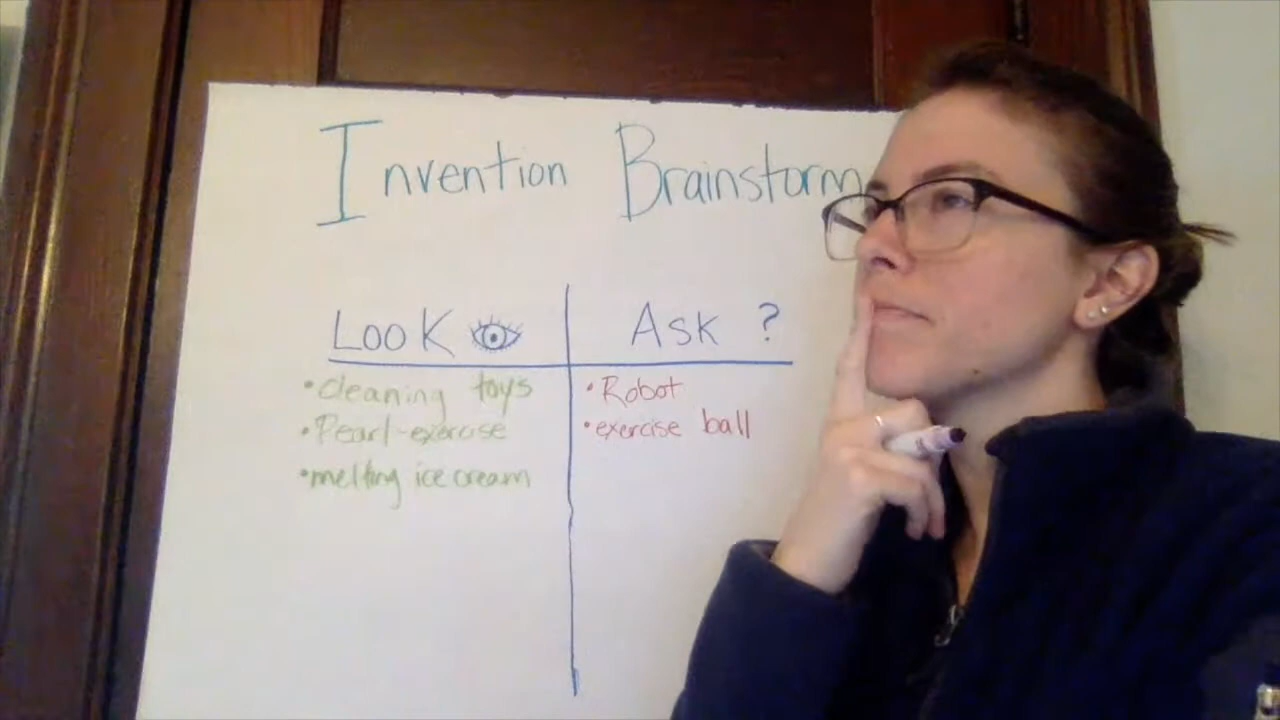 Invention Brainstorm
Look
Ask ?
•cleaning toys
•Robot
•Pearl-exercise
•exercise ball
•melting ice cream